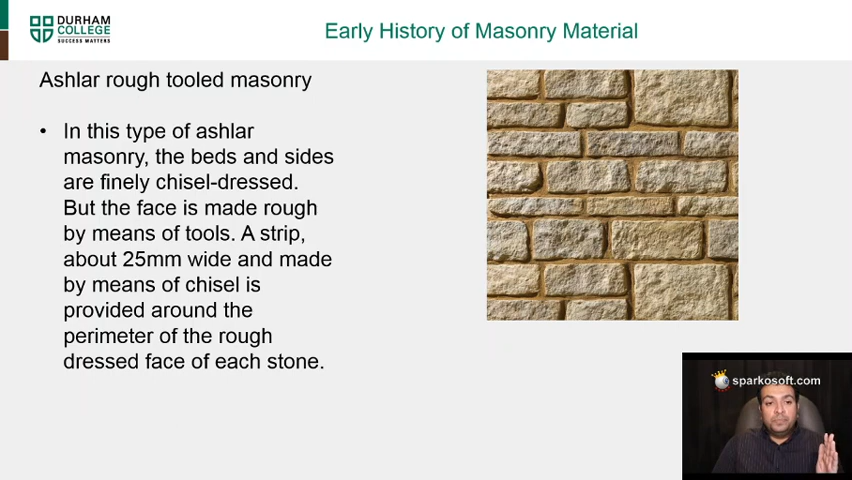 DURHAM
COLLEGE
SUCCESS MATTERS
Early History of Masonry Material
Ashlar rough tooled masonry
• In this type of ashlar
masonry, the beds and sides
are finely chisel-dressed.
But the face is made rough
by means of tools. A strip,
about 25mm wide and made
by means of chisel is
provided around the
perimeter of the rough
dressed face of each stone.
sparkosoft.com